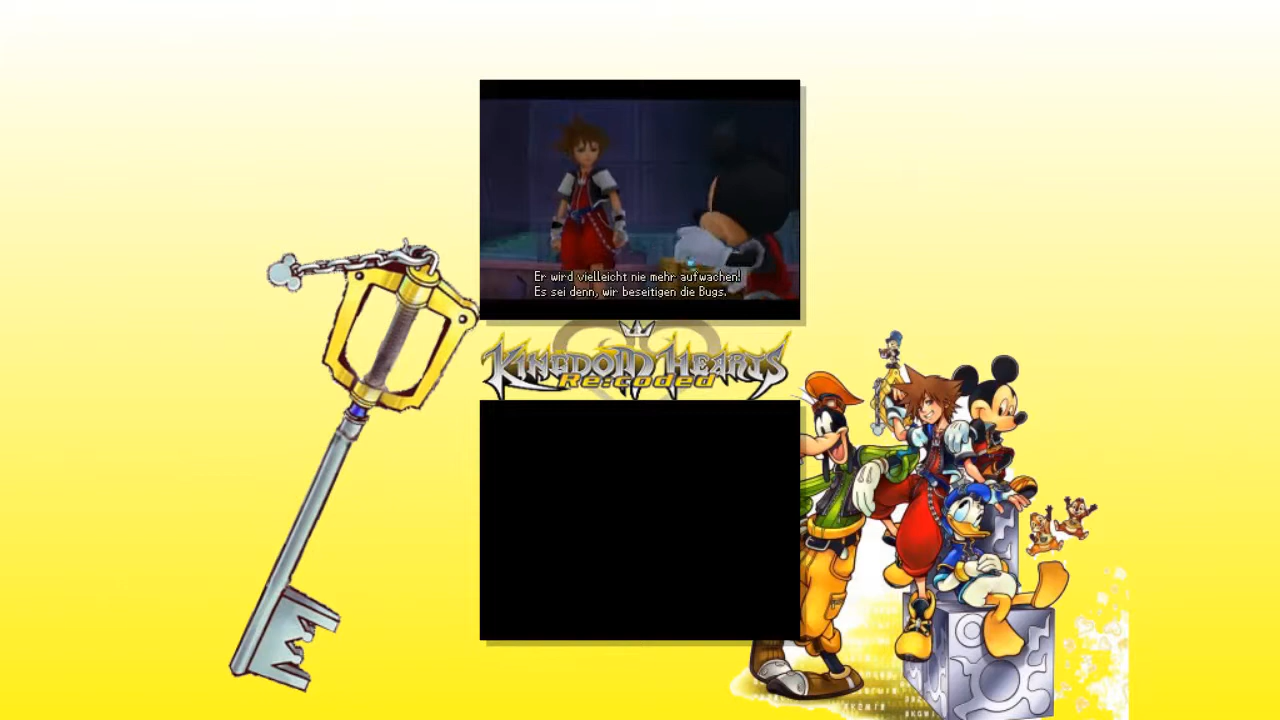 Er wird vielleicht nie mehr aufwachen!
Es sei denn, wir beseitigen die Bugs.
KINGDOM HEARTS
Re:coded